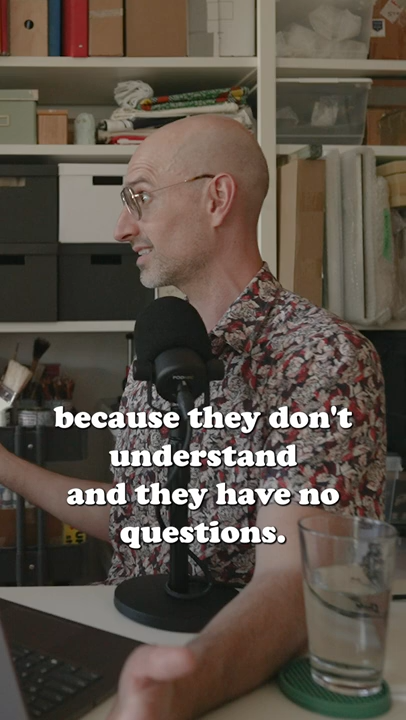 because they don't
understand
and they have no
questions.